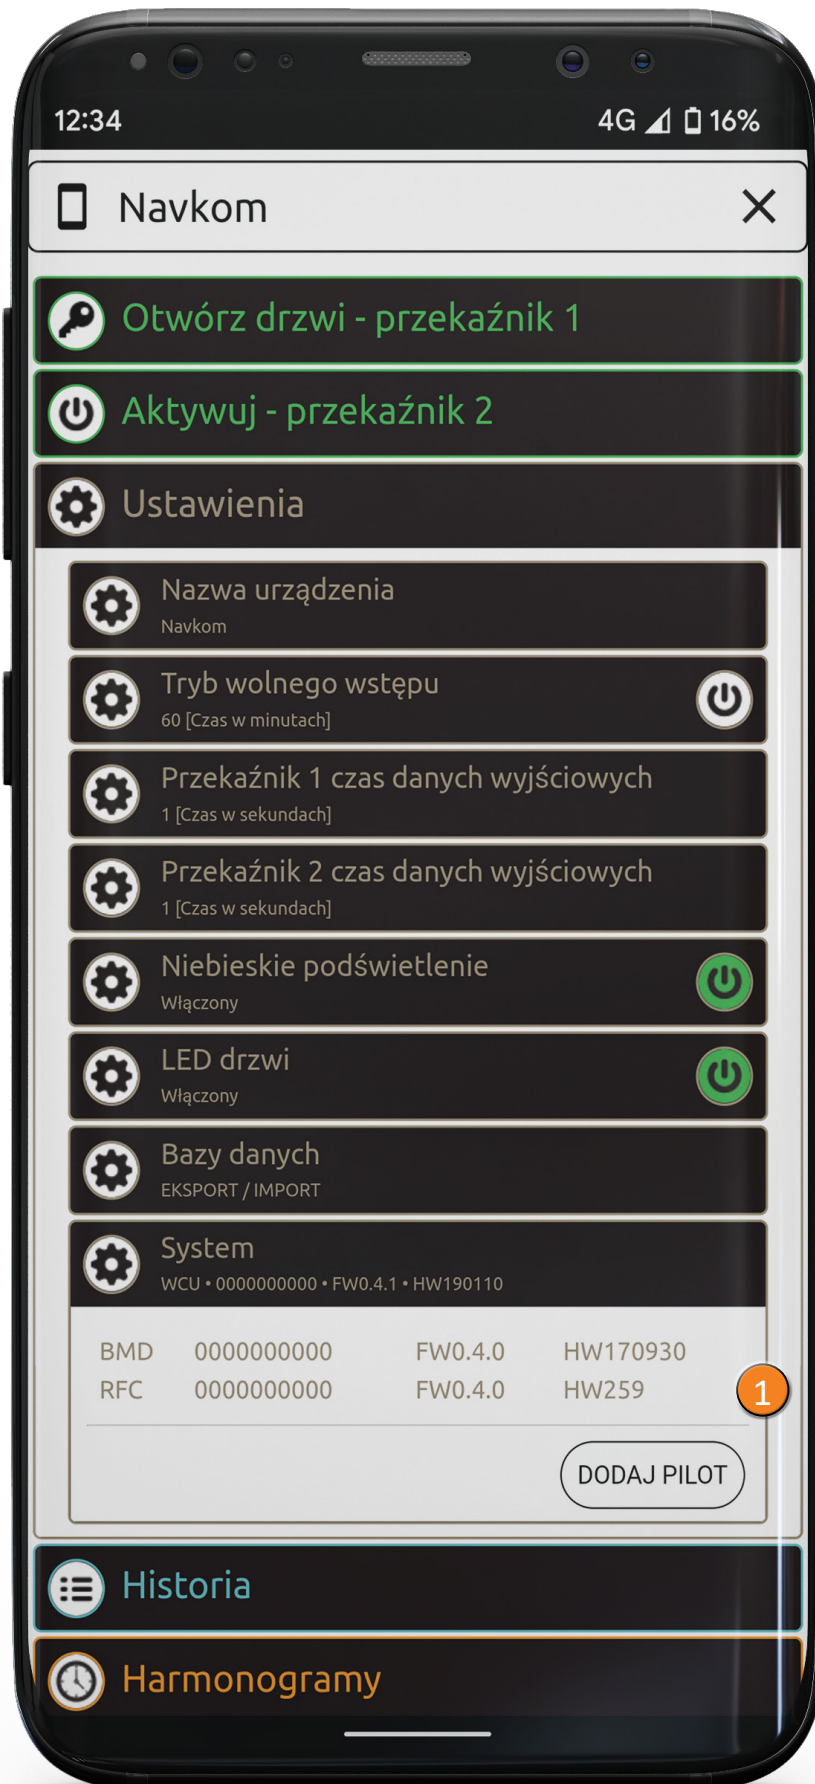 12:34 4G 16%
Navkom
Otwórz drzwi - przekaźnik 1
Aktywuj - przekaźnik 2
Ustawienia
Nazwa urządzenia
Navkom
Tryb wolnego wstępu
60 [Czas w minutach]
Przekaźnik 1 czas danych wyjściowych
1 [Czas w sekundach]
Przekaźnik 2 czas danych wyjściowych
1 [Czas w sekundach]
Niebieskie podświetlenie
Włączony
LED drzwi
Włączony
Bazy danych
EKSPORT / IMPORT
System
WCU • 0000000000 • FW0.4.1 • HW190110
BMD 0000000000 FW0.4.0 HW170930
RFC 0000000000 FW0.4.0 HW259
1
DODAJ PILOT
Historia
Harmonogramy